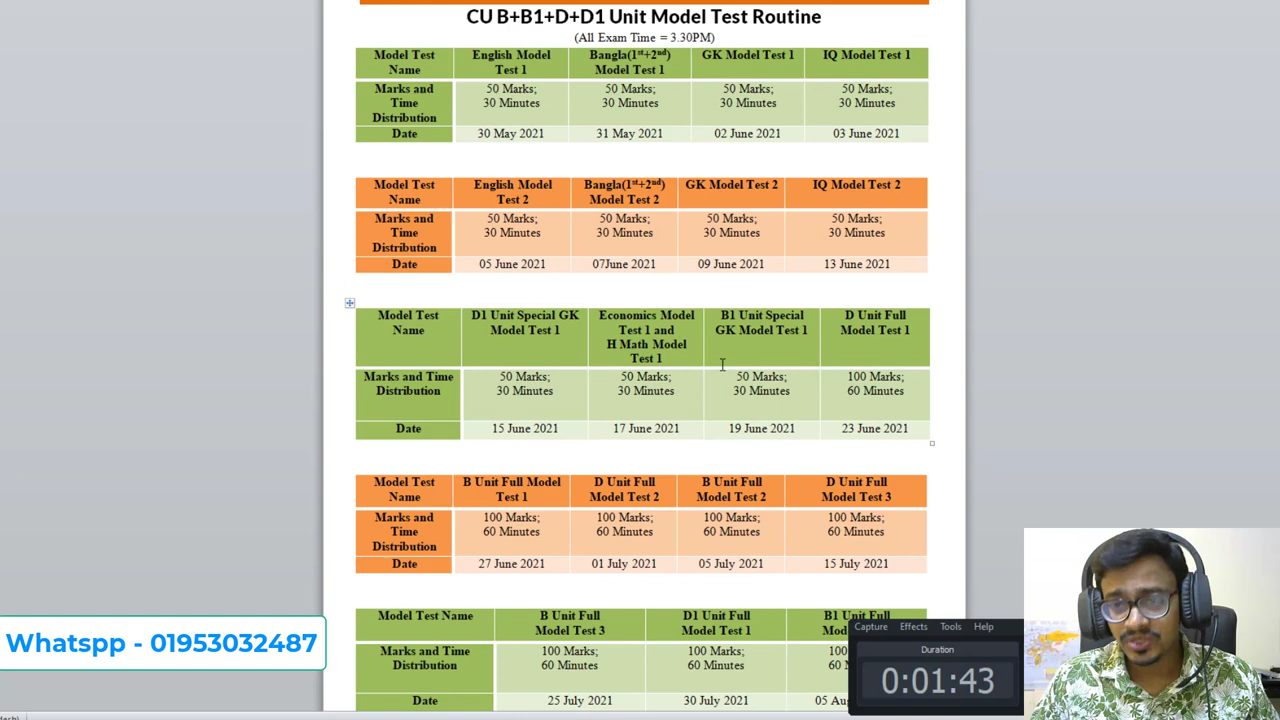 CU B+B1+D+D1 Unit Model Test Routine
(All Exam Time = 3.30PM)
Model Test Name | English Model Test 1 | Bangla(1st+2nd) Model Test 1 | GK Model Test 1 | IQ Model Test 1
Marks and Time Distribution | 50 Marks; 30 Minutes | 50 Marks; 30 Minutes | 50 Marks; 30 Minutes | 50 Marks; 30 Minutes
Date | 30 May 2021 | 31 May 2021 | 02 June 2021 | 03 June 2021
Model Test Name | English Model Test 2 | Bangla(1st+2nd) Model Test 2 | GK Model Test 2 | IQ Model Test 2
Marks and Time Distribution | 50 Marks; 30 Minutes | 50 Marks; 30 Minutes | 50 Marks; 30 Minutes | 50 Marks; 30 Minutes
Date | 05 June 2021 | 07June 2021 | 09 June 2021 | 13 June 2021
Model Test Name | D1 Unit Special GK Model Test 1 | Economics Model Test 1 and H Math Model Test 1 | B1 Unit Special GK Model Test 1 | D Unit Full Model Test 1
Marks and Time Distribution | 50 Marks; 30 Minutes | 50 Marks; 30 Minutes | 50 Marks; 30 Minutes | 100 Marks; 60 Minutes
Date | 15 June 2021 | 17 June 2021 | 19 June 2021 | 23 June 2021
Model Test Name | B Unit Full Model Test 1 | D Unit Full Model Test 2 | B Unit Full Model Test 2 | D Unit Full Model Test 3
Marks and Time Distribution | 100 Marks; 60 Minutes | 100 Marks; 60 Minutes | 100 Marks; 60 Minutes | 100 Marks; 60 Minutes
Date | 27 June 2021 | 01 July 2021 | 05 July 2021 | 15 July 2021
Model Test Name | B Unit Full Model Test 3 | D1 Unit Full Model Test 1 | B1 Unit Full
Marks and Time Distribution | 100 Marks; 60 Minutes | 100 Marks; 60 Minutes | 100 Marks; 60
Date | 25 July 2021 | 30 July 2021 | 05
Whatspp - 01953032487
Capture Effects Tools Help
Duration
0:01:43